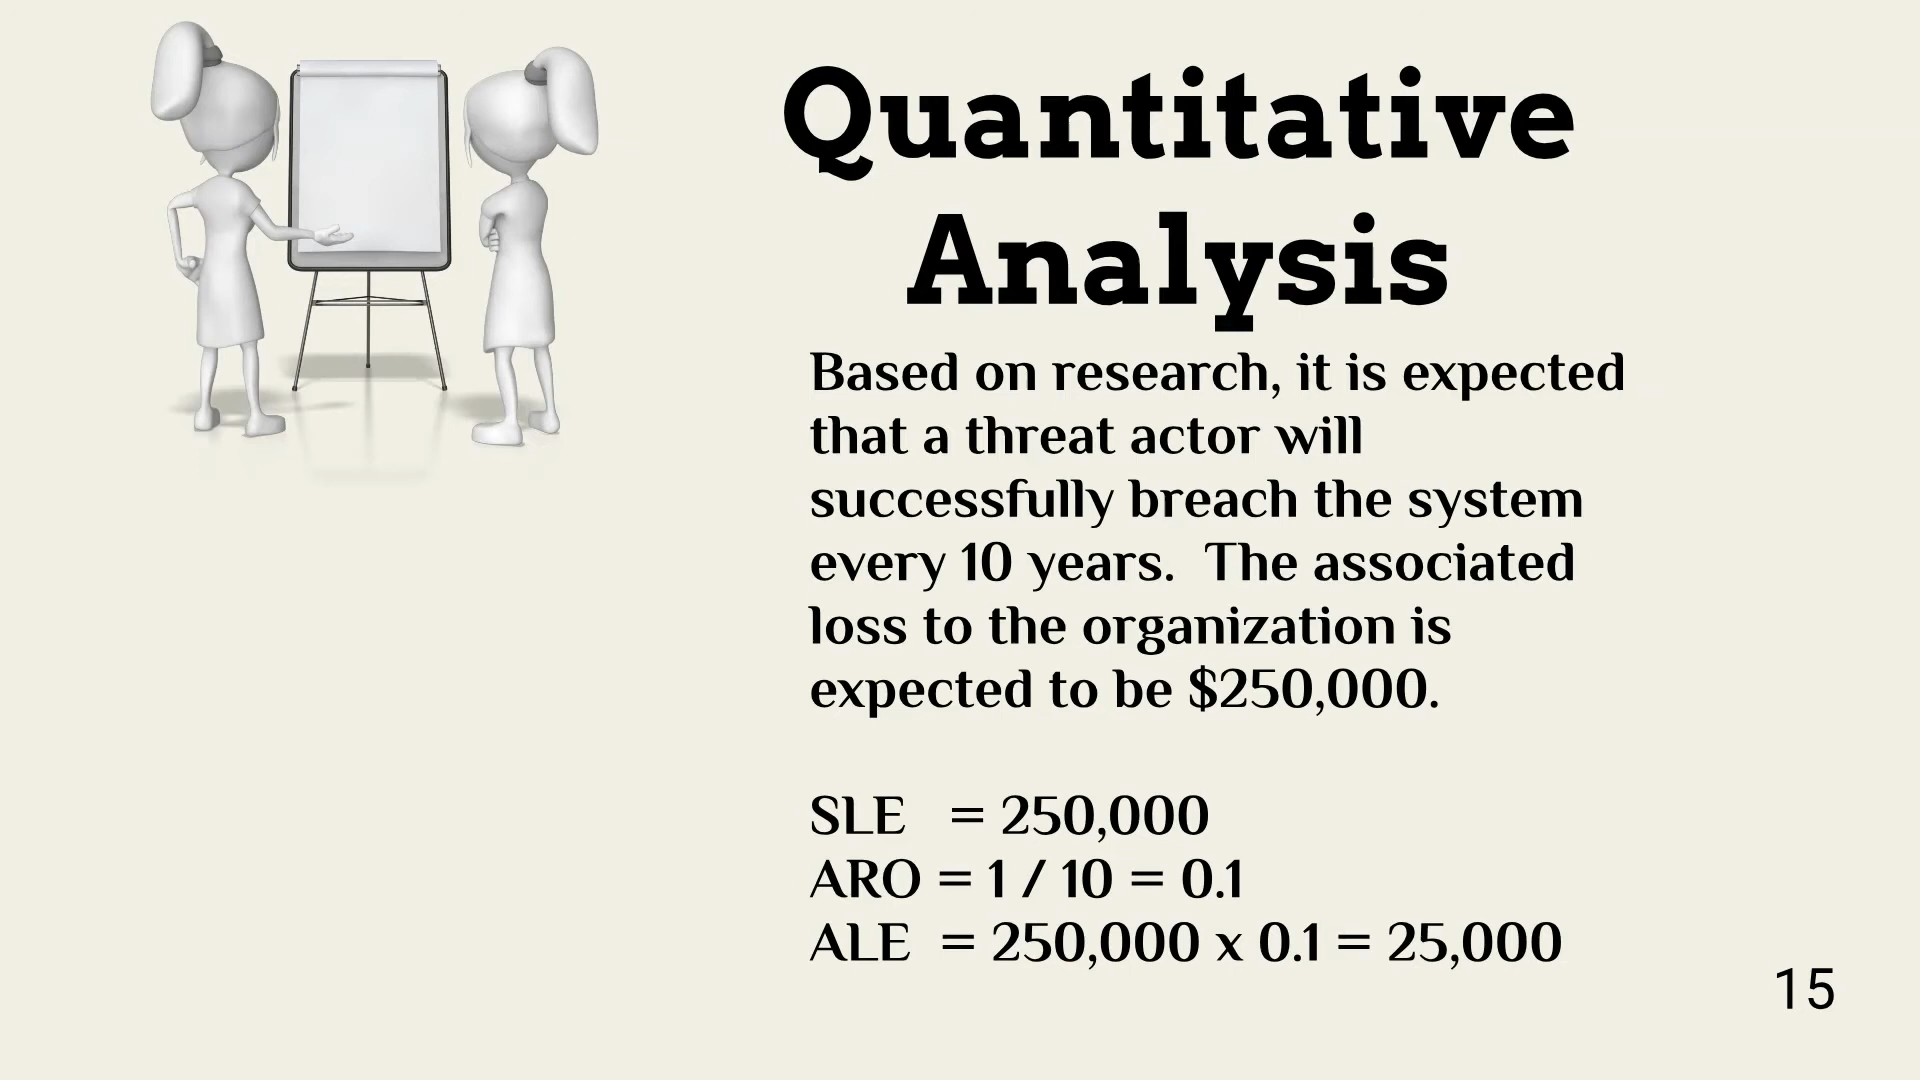 Quantitative
Analysis
Based on research, it is expected
that a threat actor will
successfully breach the system
every 10 years.  The associated
loss to the organization is
expected to be $250,000.
SLE   = 250,000
ARO = 1 / 10 = 0.1
ALE  = 250,000 x 0.1 = 25,000
15